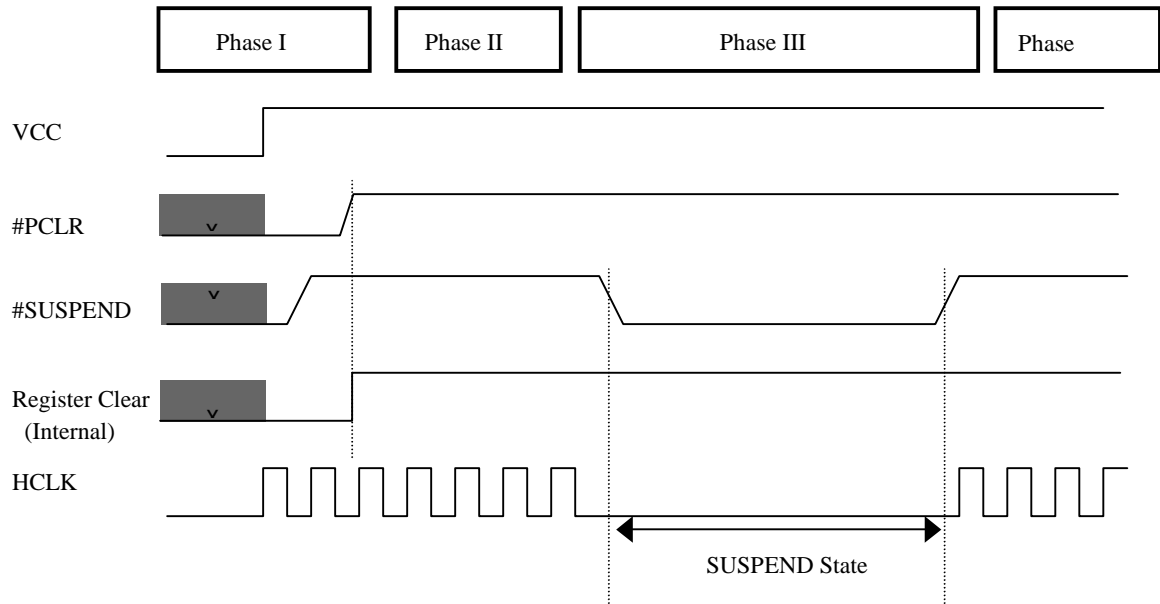 Phase I
Phase II
Phase III
Phase
VCC
#PCLR
v
#SUSPEND
v
Register Clear
(Internal)
v
HCLK
SUSPEND State